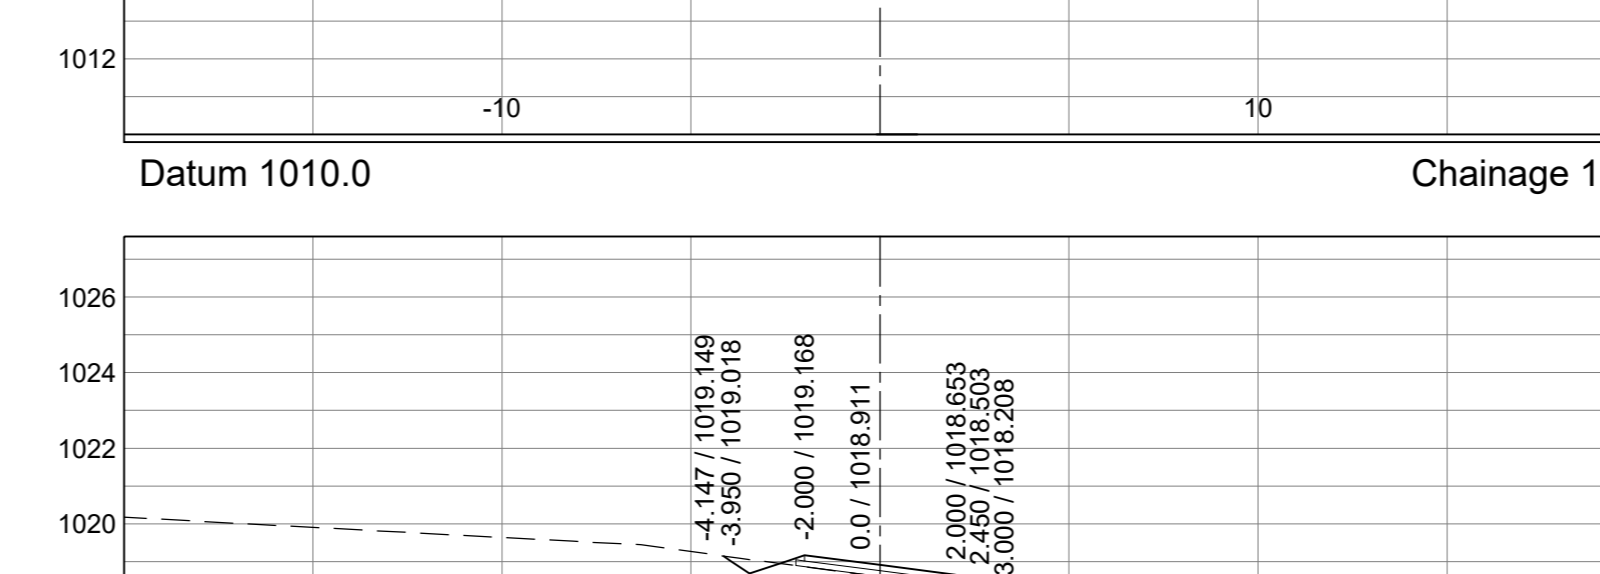 1012
-10
10
Datum 1010.0
Chainage 1
1026
1024
1022
1020
-4.147 / 1019.149
-3.950 / 1019.018
-2.000 / 1019.168
0.0 / 1018.911
2.000 / 1018.653
2.450 / 1018.503
3.000 / 1018.208